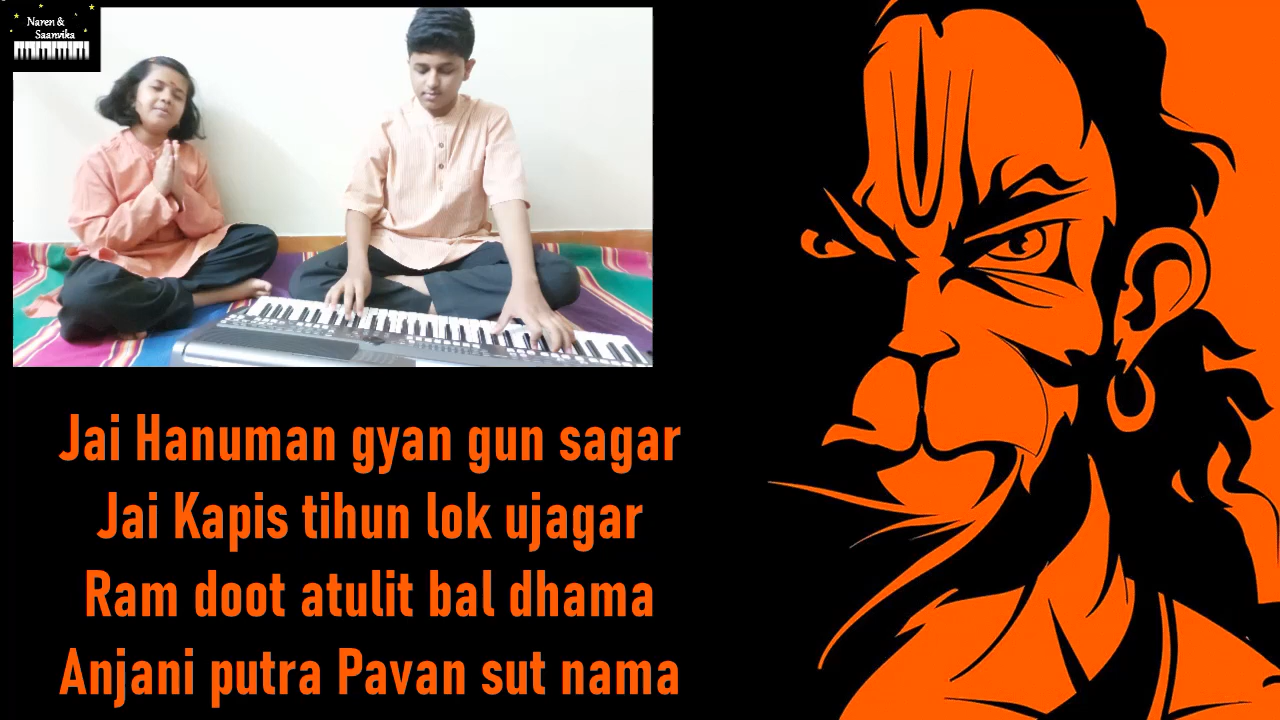 Naren &
Saanvika
Jai Hanuman gyan gun sagar
Jai Kapis tihun lok ujagar
Ram doot atulit bal dhama
Anjani putra Pavan sut nama